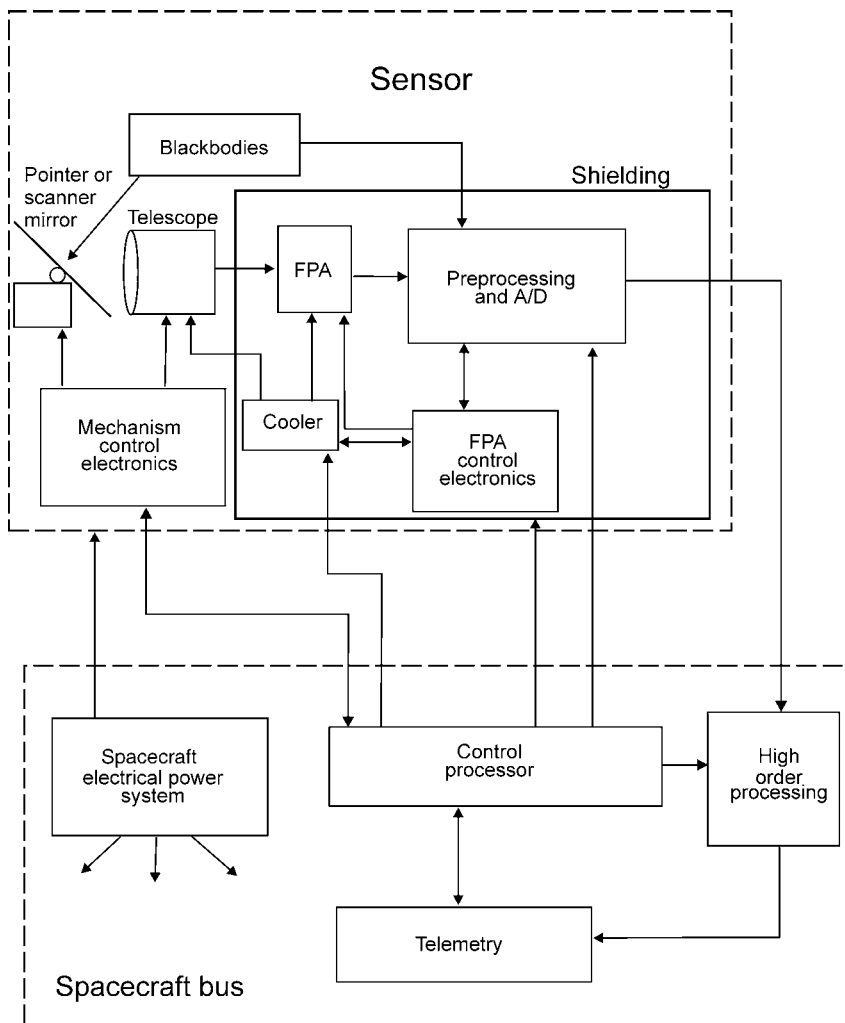 Sensor
Blackbodies
Pointer or
scanner
mirror
Telescope
Shielding
FPA
Preprocessing
and A/D
Mechanism
control
electronics
Cooler
FPA
control
electronics
Spacecraft
electrical power
system
Control
processor
High
order
processing
Telemetry
Spacecraft bus